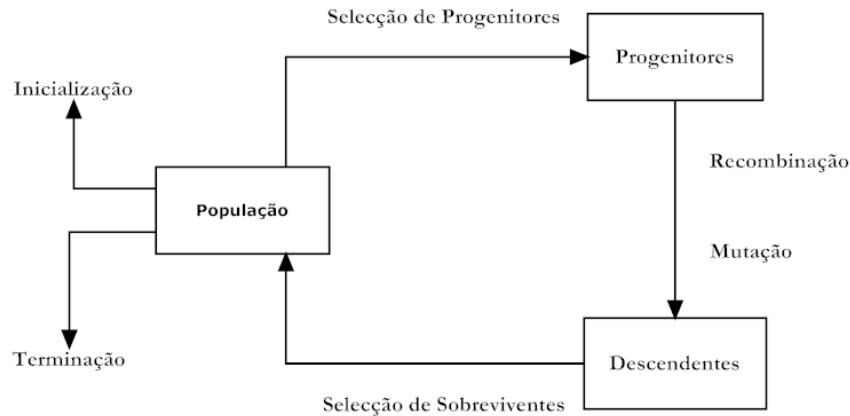 Selecção de Progenitores
Progenitores
Inicialização
Recombinação
População
Mutação
Terminação
Descendentes
Selecção de Sobreviventes